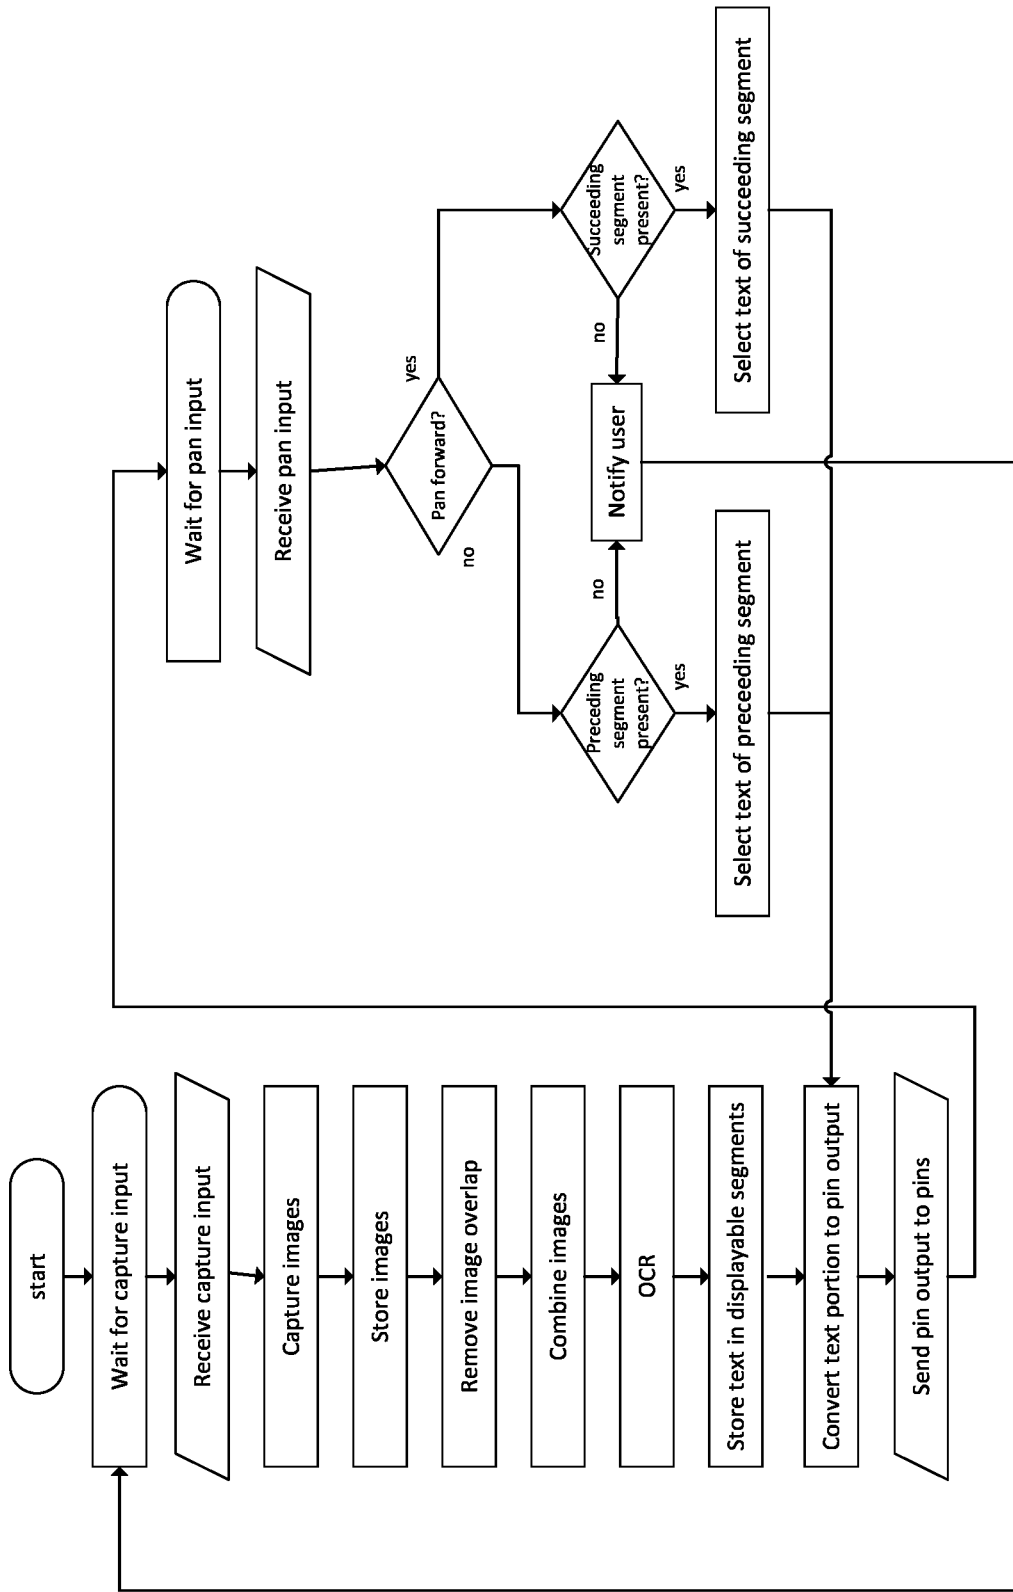 start
Wait for capture input
Receive capture input
Capture images
Store images
Remove image overlap
Combine images
OCR
Store text in displayable segments
Convert text portion to pin output
Send pin output to pins
Wait for pan input
Receive pan input
Pan forward?
no
yes
Preceding
segment
present?
no
yes
Notify user
Succeeding
segment
present?
no
yes
Select text of preceeding segment
Select text of succeeding segment